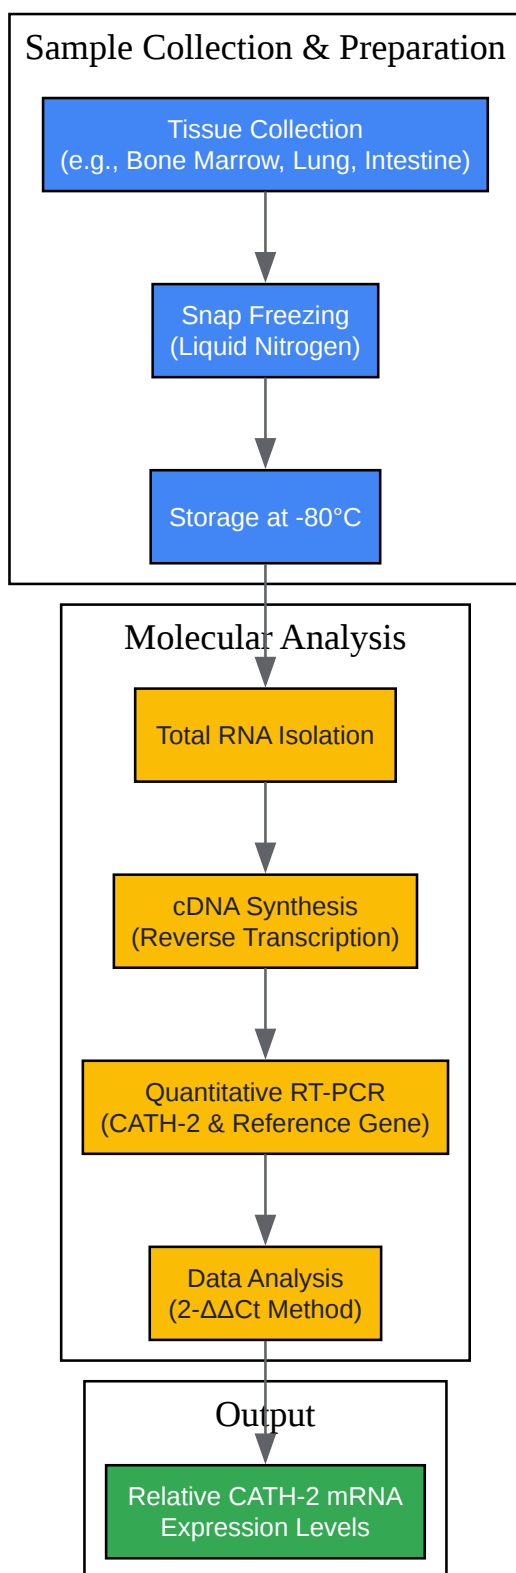 Sample Collection & Preparation
Tissue Collection
(e.g., Bone Marrow, Lung, Intestine)
Snap Freezing
(Liquid Nitrogen)
Storage at -80°C
Molecular Analysis
Total RNA Isolation
cDNA Synthesis
(Reverse Transcription)
Quantitative RT-PCR
(CATH-2 & Reference Gene)
Data Analysis
(2-ΔΔCt Method)
Output
Relative CATH-2 mRNA
Expression Levels